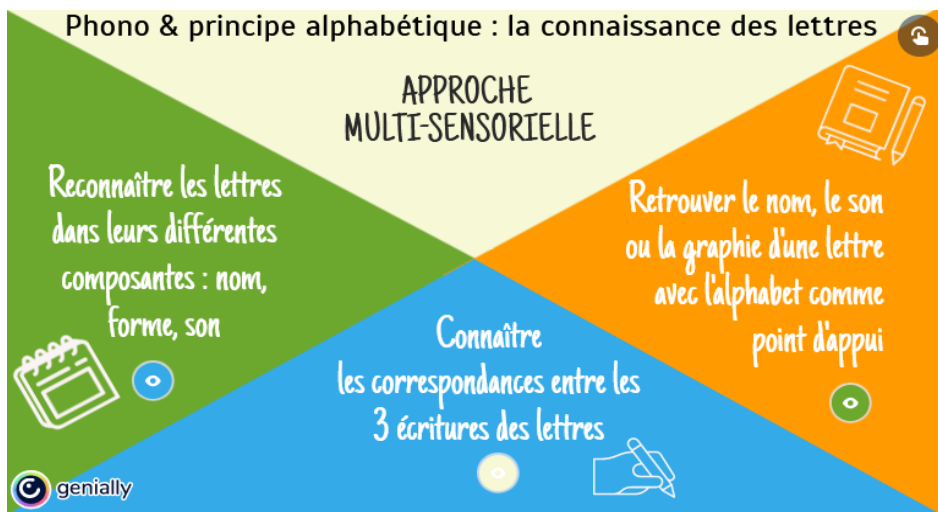 Phono & principe alphabétique : la connaissance des lettres
APPROCHE
MULTI-SENSORIELLE
Reconnaître les lettres
dans leurs différentes
composantes : nom,
forme, son
Retrouver le nom, le son
ou la graphie d'une lettre
avec l'alphabet comme
point d'appui
Connaître
les correspondances entre les
3 écritures des lettres
genially